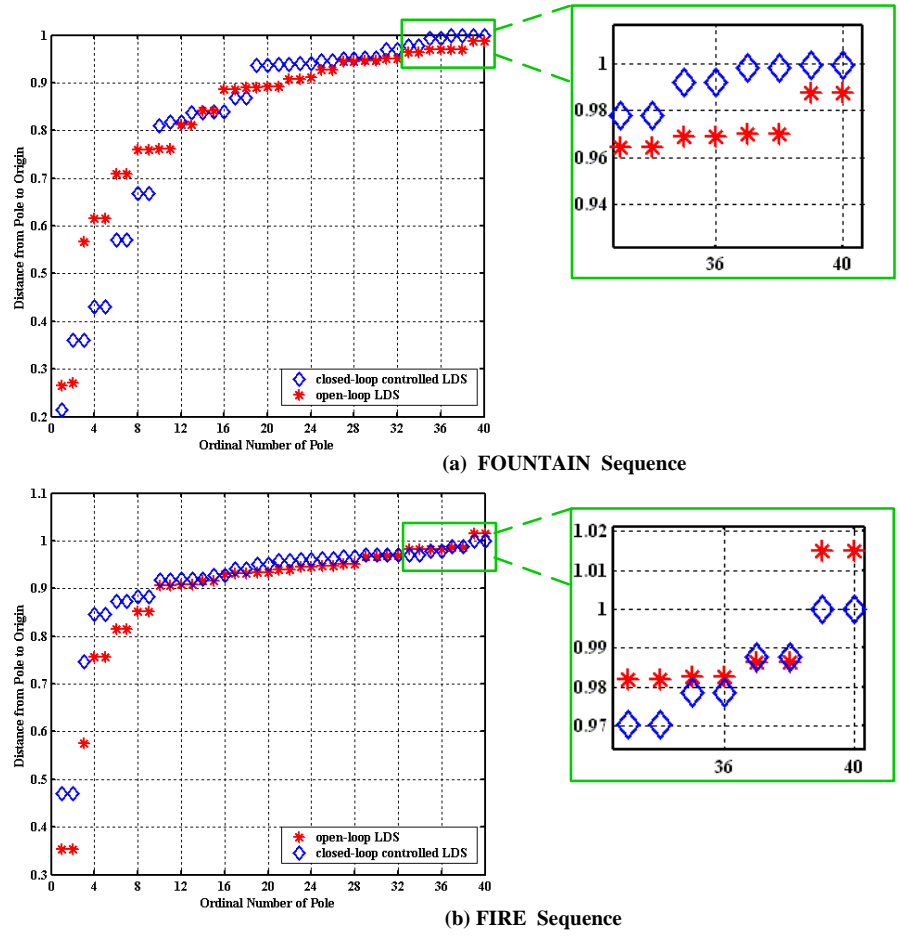 1
0.9
0.8
0.7
0.6
0.5
0.4
0.3
0.2
Distance from Pole to Origin
0 4 8 12 16 20 24 28 32 36 40
Ordinal Number of Pole
closed-loop controlled LDS
open-loop LDS
1
0.98
0.96
0.94
36 40
(a) FOUNTAIN Sequence
1.1
1
0.9
0.8
0.7
0.6
0.5
0.4
0.3
Distance from Pole to Origin
0 4 8 12 16 20 24 28 32 36 40
Ordinal Number of Pole
open-loop LDS
closed-loop controlled LDS
1.02
1.01
1
0.99
0.98
0.97
36 40
(b) FIRE Sequence